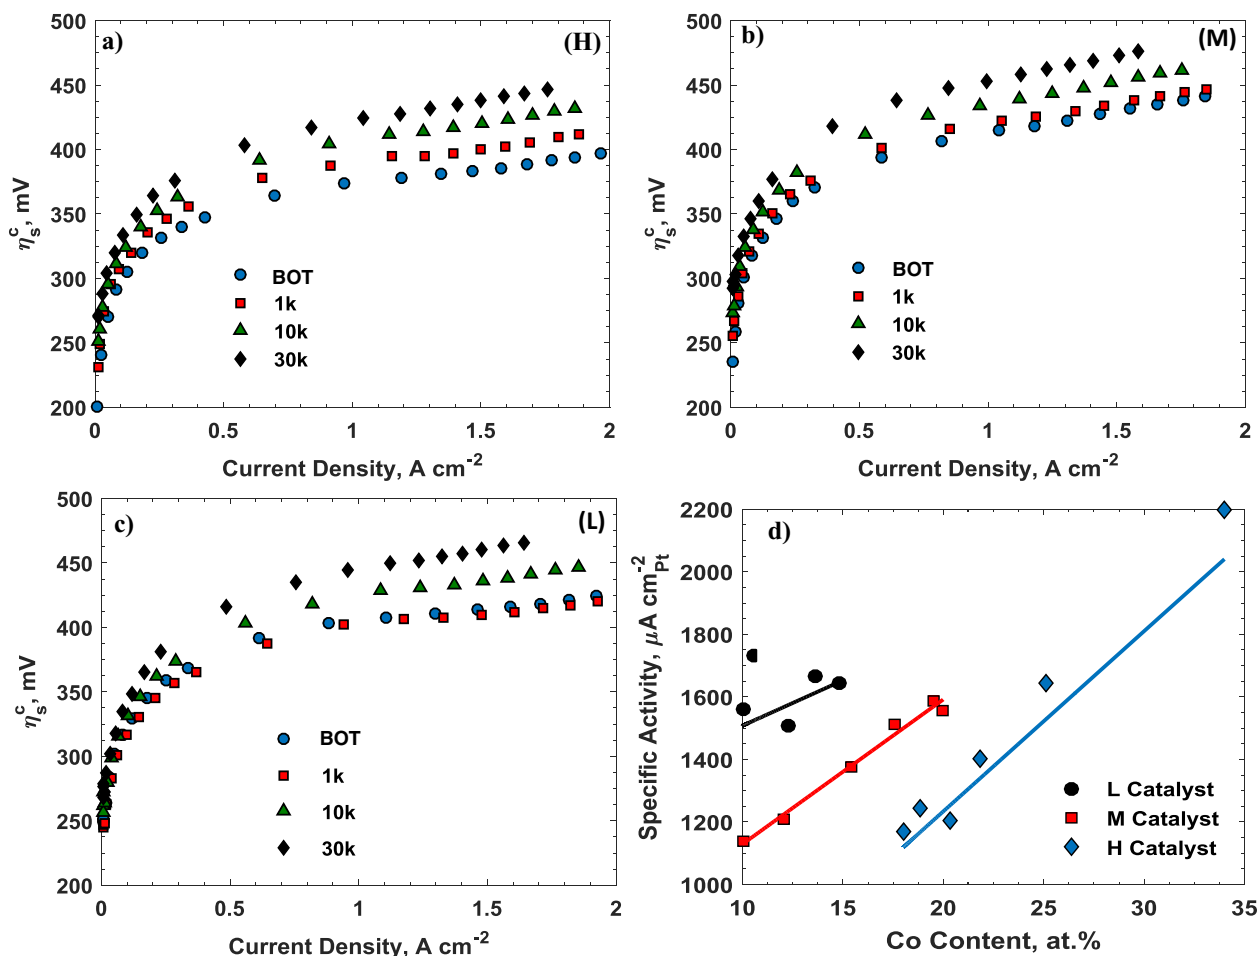 a)
(H)
500
450
400
350
300
250
200
η_s^c, mV
BOT
1k
10k
30k
0
0.5
1
1.5
2
Current Density, A cm-2
b)
(M)
500
450
400
350
300
250
200
η_s^c, mV
BOT
1k
10k
30k
0
0.5
1
1.5
2
Current Density, A cm-2
c)
(L)
500
450
400
350
300
250
200
η_s^c, mV
BOT
1k
10k
30k
0
0.5
1
1.5
2
Current Density, A cm-2
d)
2200
2000
1800
1600
1400
1200
1000
Specific Activity, μA cm-2Pt
L Catalyst
M Catalyst
H Catalyst
10
15
20
25
30
35
Co Content, at.%